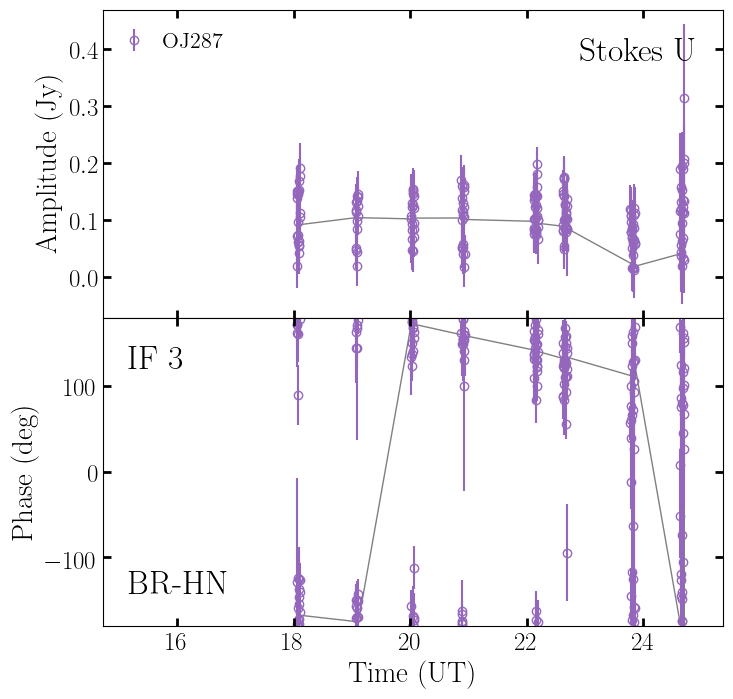 OJ287
Stokes U
0.4
0.3
0.2
0.1
0.0
Amplitude (Jy)
IF 3
100
0
−100
Phase (deg)
BR-HN
16 18 20 22 24
Time (UT)